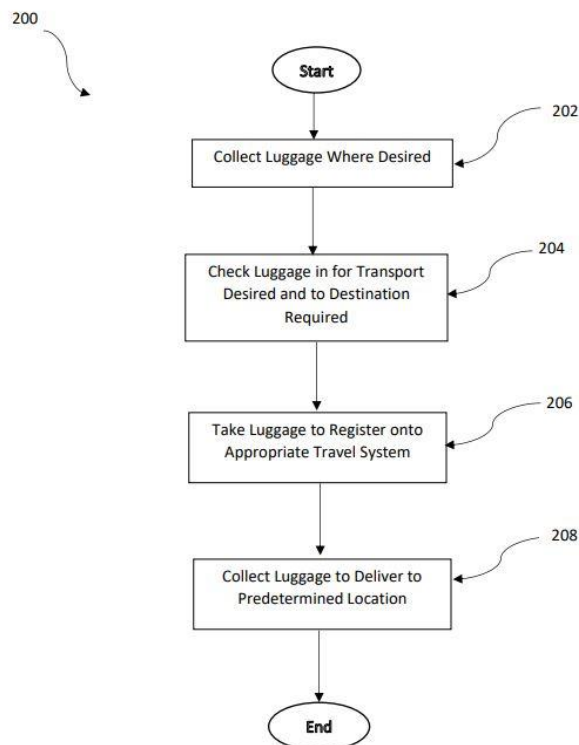 200
Start
202
Collect Luggage Where Desired
204
Check Luggage in for Transport
Desired and to Destination
Required
206
Take Luggage to Register onto
Appropriate Travel System
208
Collect Luggage to Deliver to
Predetermined Location
End